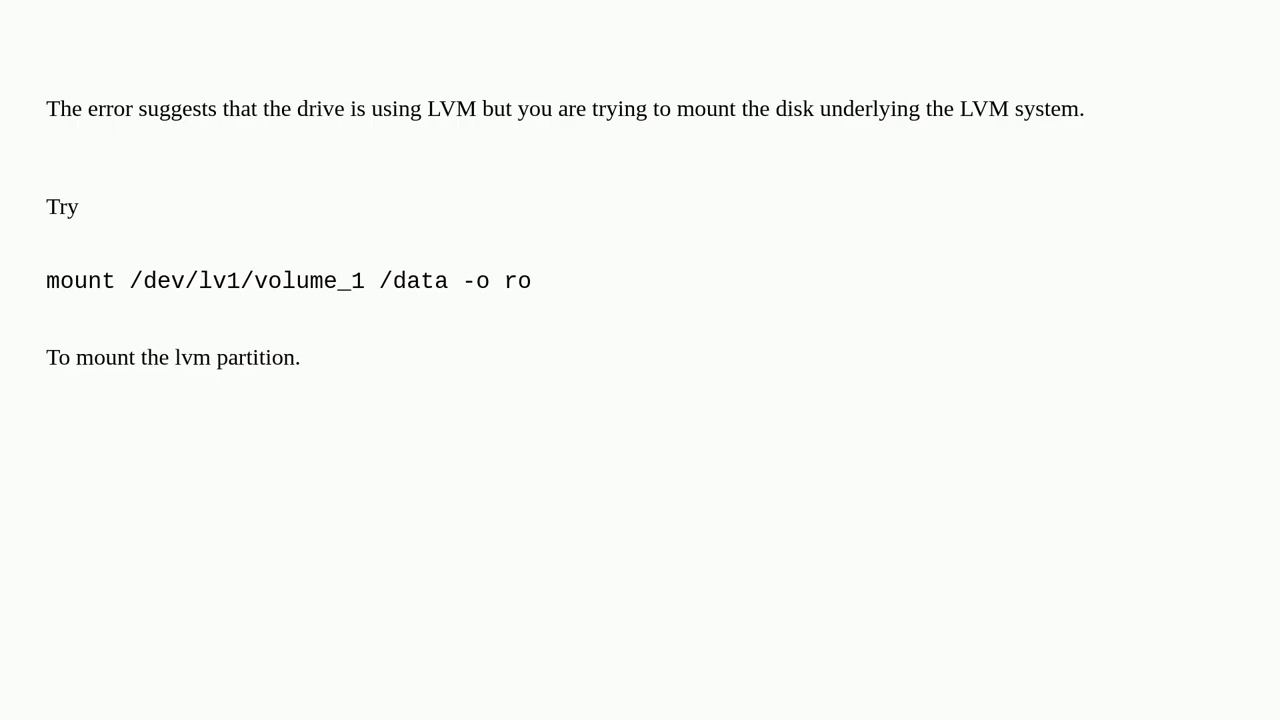 The error suggests that the drive is using LVM but you are trying to mount the disk underlying the LVM system.
Try
mount /dev/lv1/volume_1 /data -o ro
To mount the lvm partition.